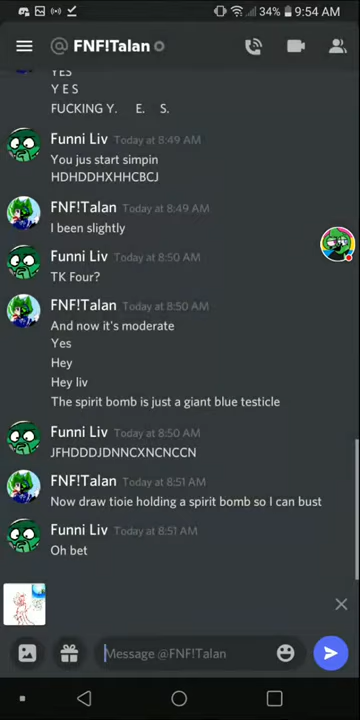 34% 9:54 AM
@ FNF!Talan
YES
Y E S
FUCKING Y. E. S.
Funni Liv Today at 8:49 AM
You jus start simpin
HDHDDHXHHCBCJ
FNF!Talan Today at 8:49 AM
I been slightly
Funni Liv Today at 8:50 AM
TK Four?
FNF!Talan Today at 8:50 AM
And now it's moderate
Yes
Hey
Hey liv
The spirit bomb is just a giant blue testicle
Funni Liv Today at 8:50 AM
JFHDDDJDNNCXNCNCCN
FNF!Talan Today at 8:51 AM
Now draw tioie holding a spirit bomb so I can bust
Funni Liv Today at 8:51 AM
Oh bet
Message @FNF!Talan